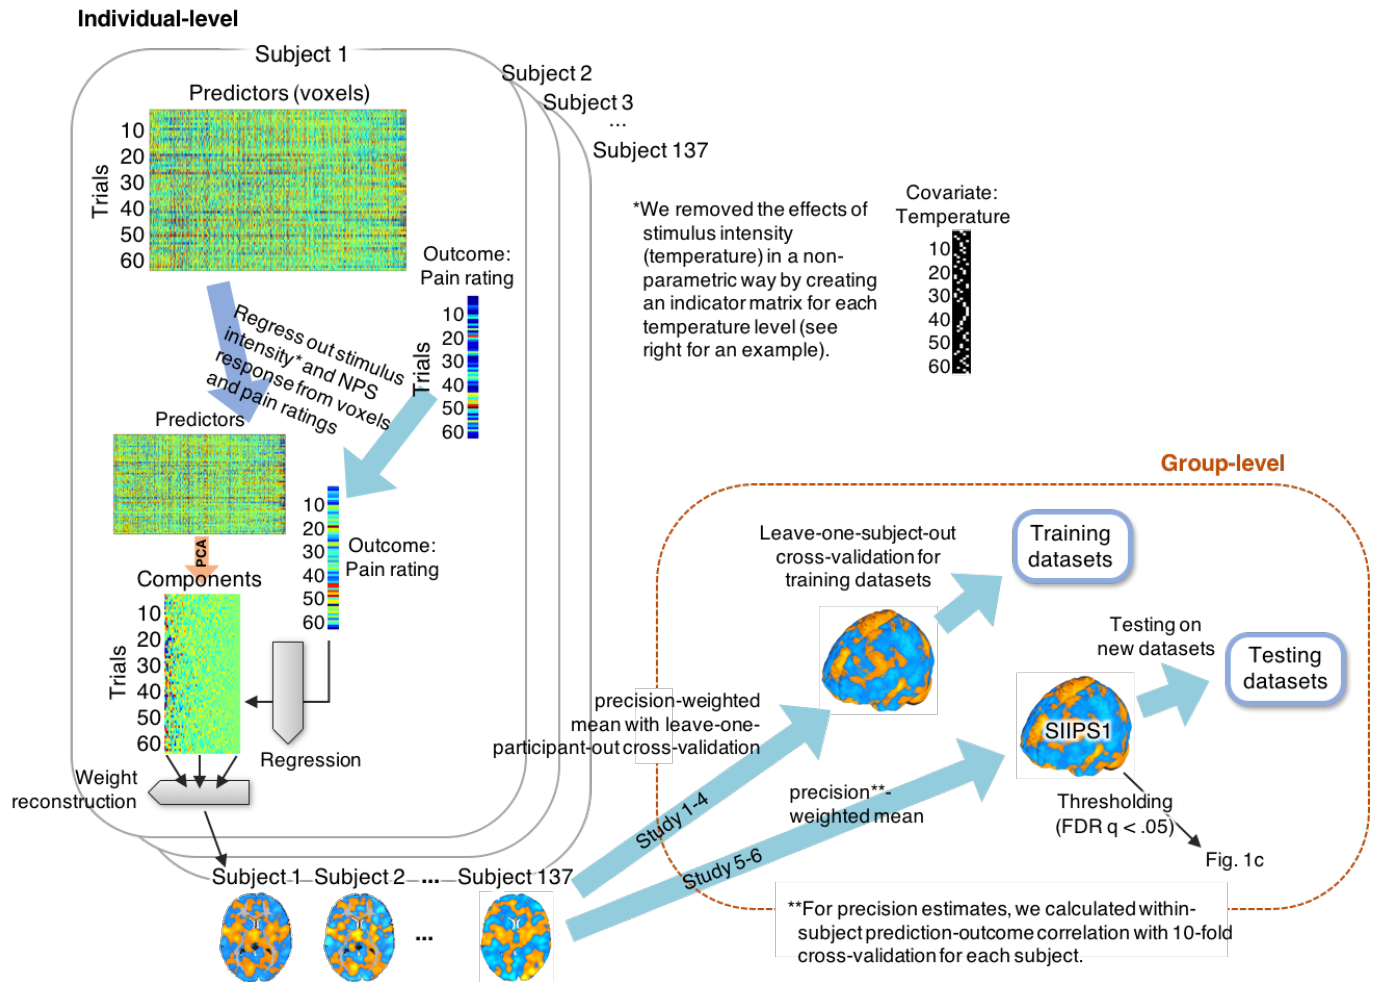 Individual-level
Subject 1
Subject 2
Subject 3
...
Subject 137
Predictors (voxels)
Trials
10
20
30
40
50
60
Outcome:
Pain rating
Trials
10
20
30
40
50
60
Regress out stimulus
intensity* and NPS
response from voxels
and pain ratings
*We removed the effects of
stimulus intensity
(temperature) in a non-
parametric way by creating
an indicator matrix for each
temperature level (see
right for an example).
Covariate:
Temperature
10
20
30
40
50
60
Predictors
PCA
Components
Trials
10
20
30
40
50
60
10
20
30
40
50
60
Outcome:
Pain rating
Regression
Weight
reconstruction
Subject 1
Subject 2
...
Subject 137
...
Group-level
Leave-one-subject-out
cross-validation for
training datasets
Training
datasets
Testing on
new datasets
Testing
datasets
precision-weighted
mean with leave-one-
participant-out cross-validation
Study 1-4
precision**-
weighted mean
Study 5-6
SIIPS1
Thresholding
(FDR q < .05)
Fig. 1c
**For precision estimates, we calculated within-
subject prediction-outcome correlation with 10-fold
cross-validation for each subject.